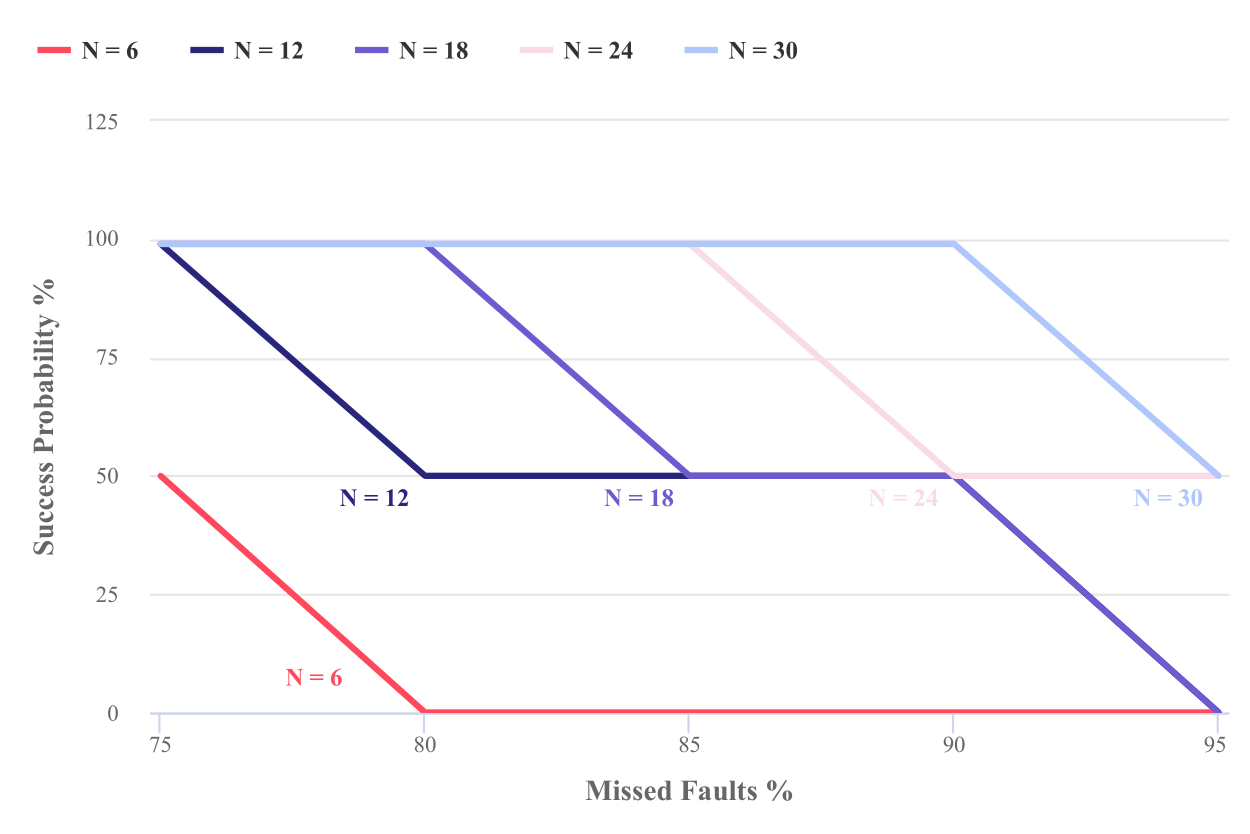 N = 6 N = 12 N = 18 N = 24 N = 30
125
100
75
50
25
0
Success Probability %
N = 12 N = 18 N = 24 N = 30
N = 6
75 80 85 90 95
Missed Faults %